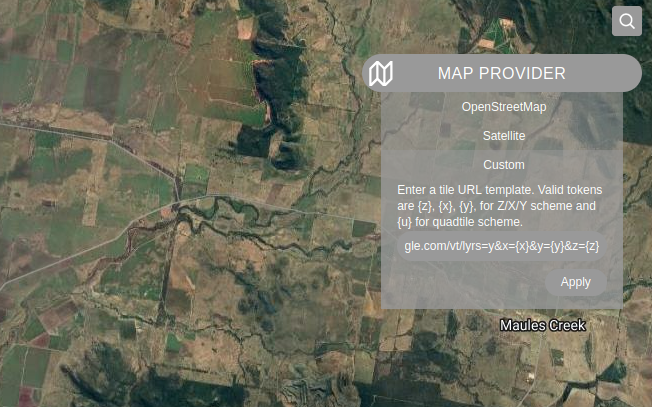 MAP PROVIDER
OpenStreetMap
Satellite
Custom
Enter a tile URL template. Valid tokens
are {z}, {x}, {y}, for Z/X/Y scheme and
{u} for quadtile scheme.
gle.com/vt/lyrs=y&x={x}&y={y}&z={z}
Apply
Maules Creek